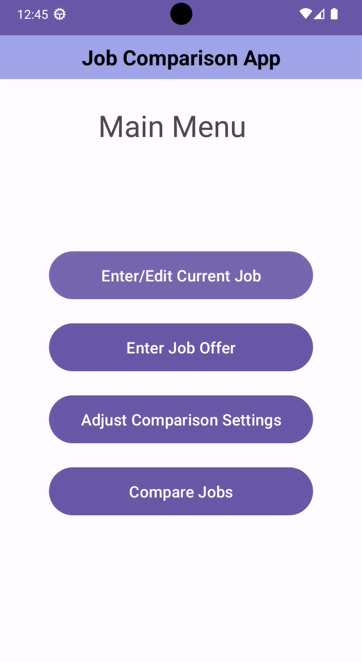 12:45
Job Comparison App
Main Menu
Enter/Edit Current Job
Enter Job Offer
Adjust Comparison Settings
Compare Jobs